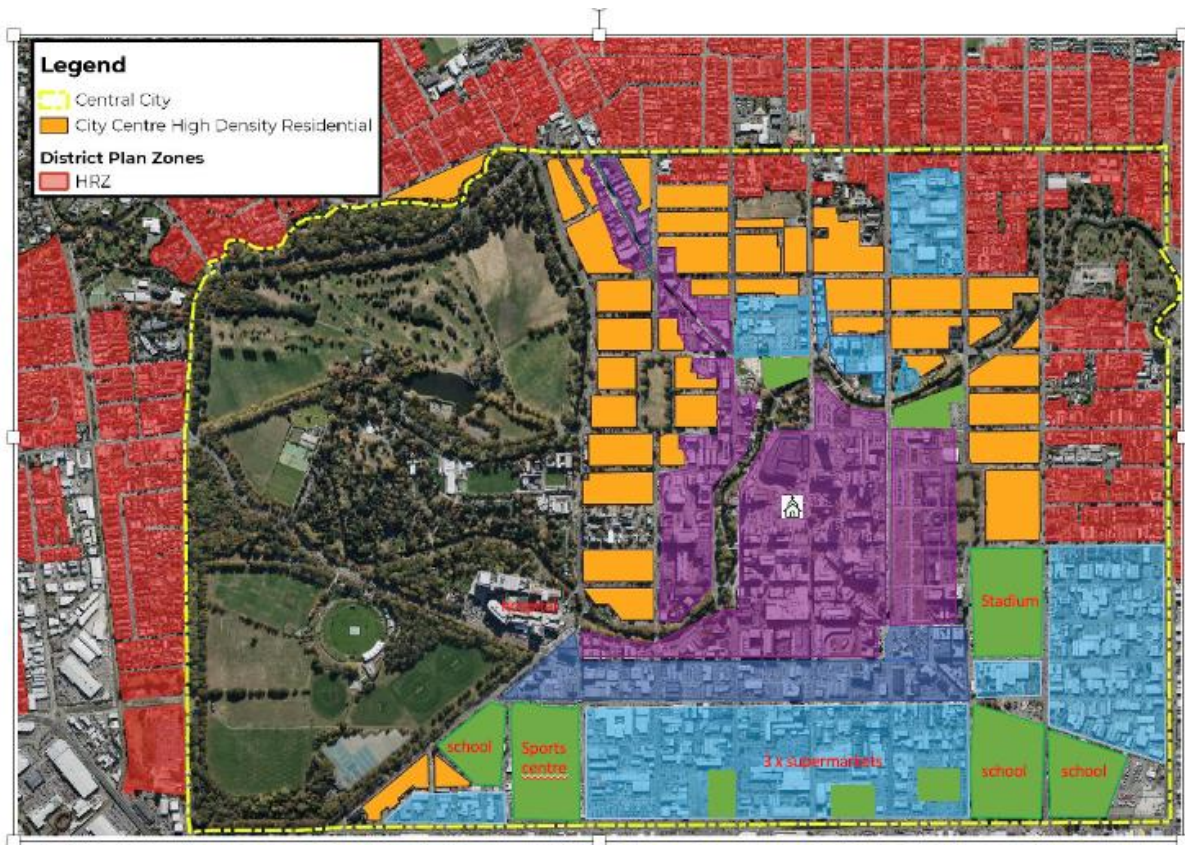 Legend
Central City
City Centre High Density Residential
District Plan Zones
HRZ
hospital
Stadium
school
Sports
centre
3 x supermarkets
school
school